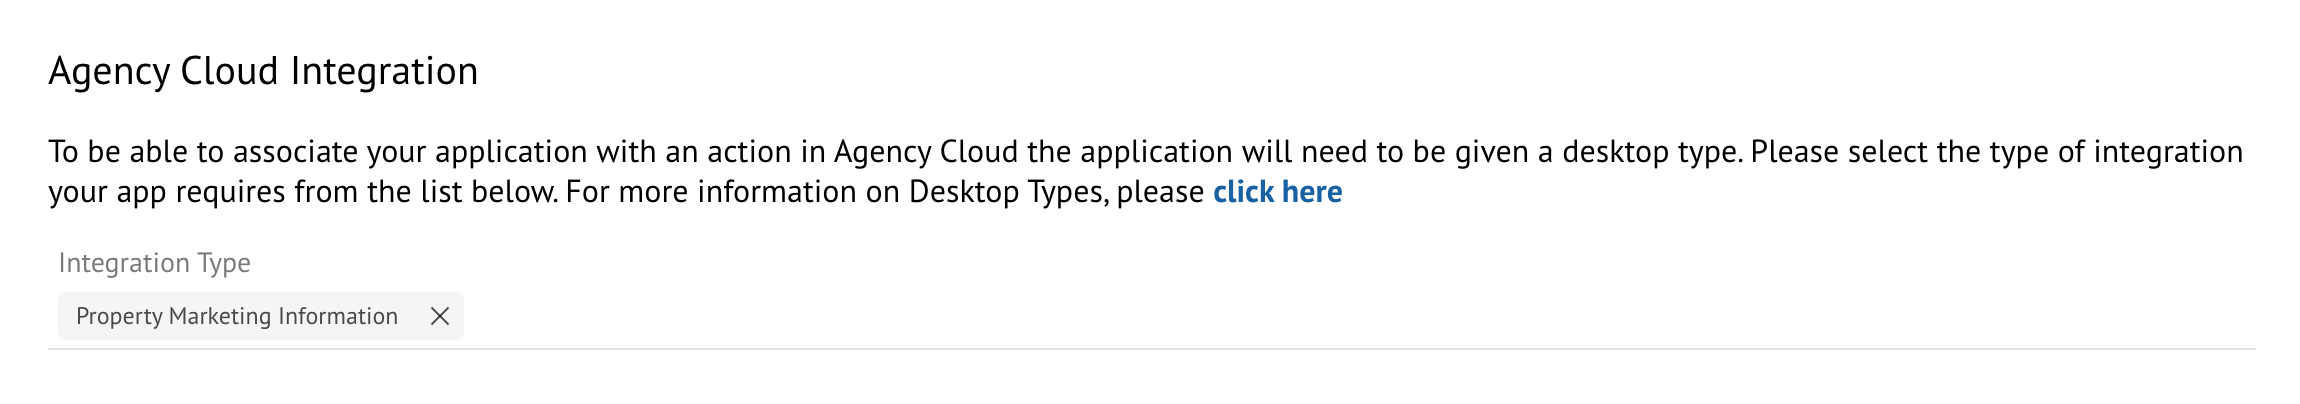 Agency Cloud Integration
To be able to associate your application with an action in Agency Cloud the application will need to be given a desktop type. Please select the type of integration
your app requires from the list below. For more information on Desktop Types, please click here
Integration Type
Property Marketing Information